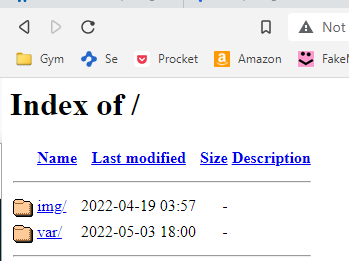 Not
Gym Se Procket Amazon FakeN
Index of /
Name Last modified Size Description
img/ 2022-04-19 03:57 -
var/ 2022-05-03 18:00 -